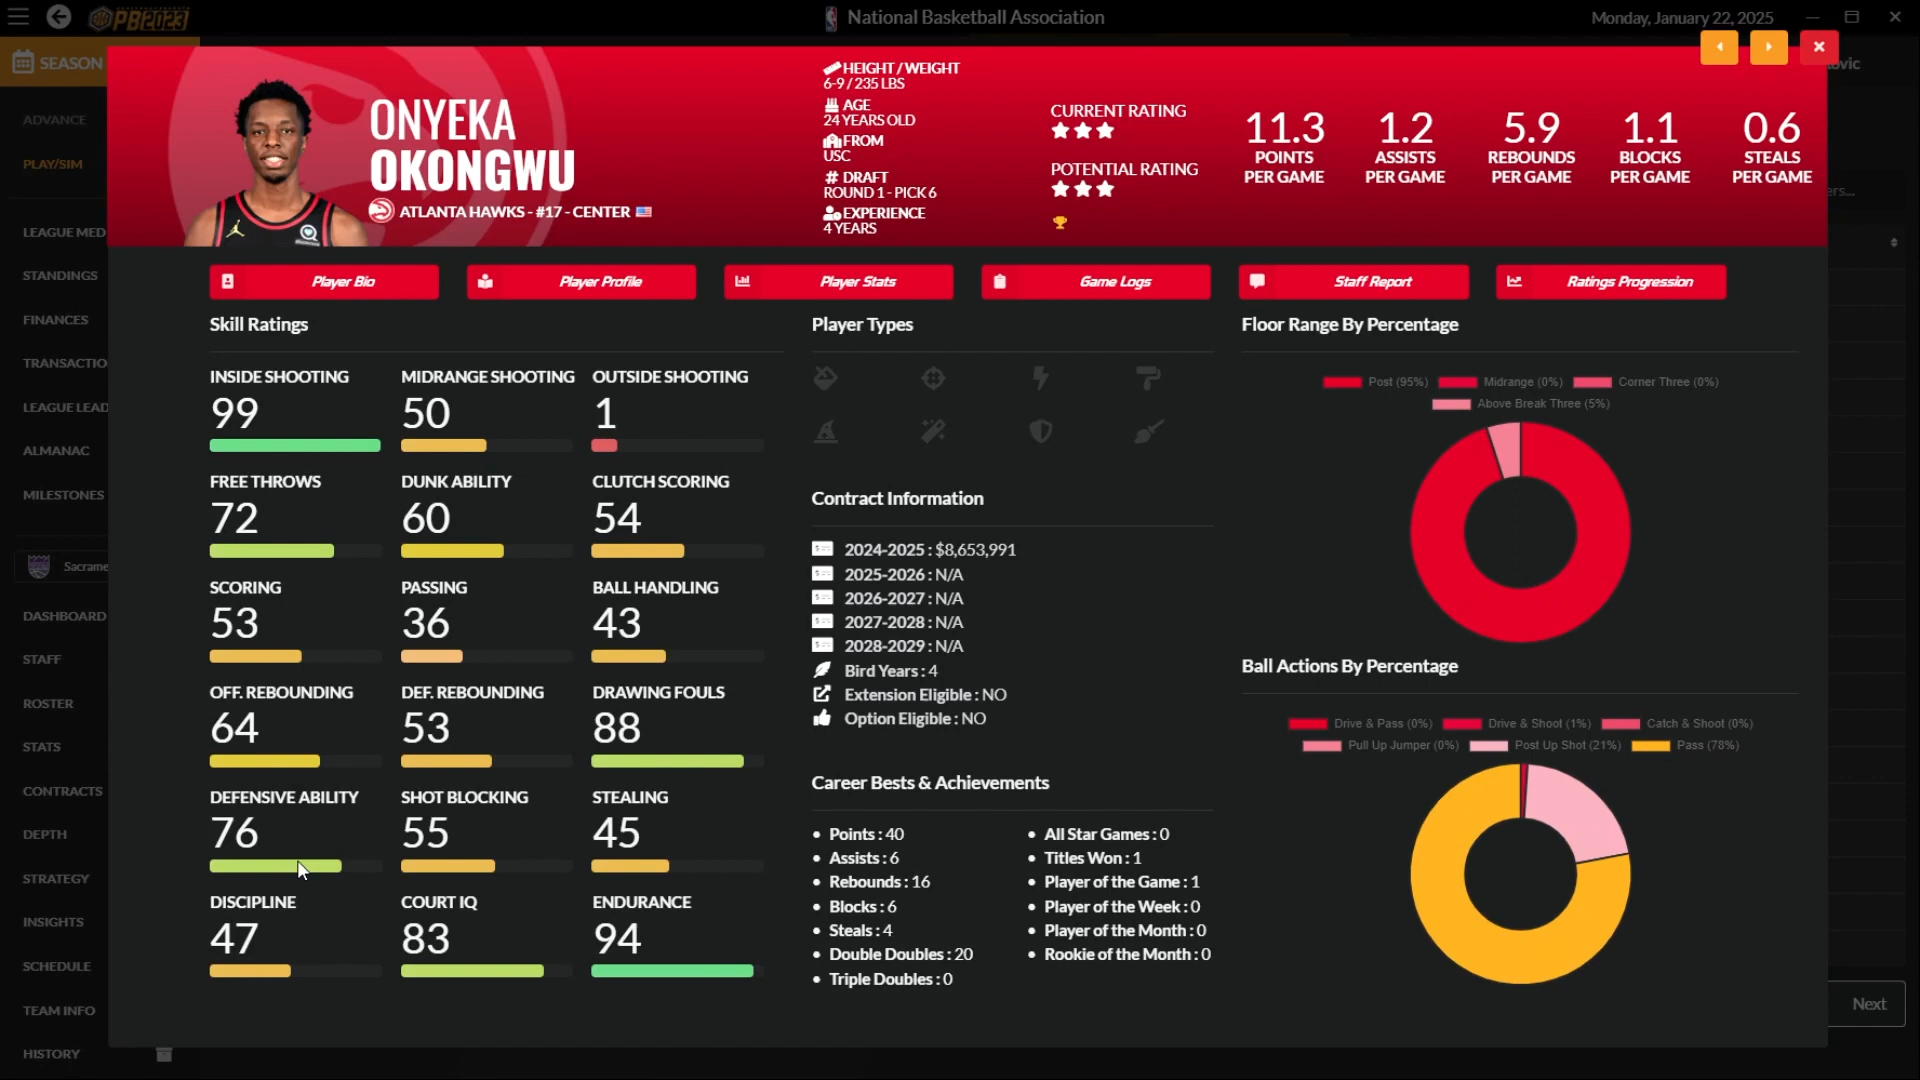 PB2023
National Basketball Association
Monday, January 22, 2025
SEASON
ovic
ADVANCE
PLAY/SIM
LEAGUE MED
STANDINGS
FINANCES
TRANSACTIO
LEAGUE LEAD
ALMANAC
MILESTONES
Sacrame
DASHBOARD
STAFF
ROSTER
STATS
CONTRACTS
DEPTH
STRATEGY
INSIGHTS
SCHEDULE
TEAM INFO
HISTORY
ers...
Next
ONYEKA
OKONGWU
ATLANTA HAWKS - #17 - CENTER
HEIGHT / WEIGHT
6-9 / 235 LBS
AGE
24 YEARS OLD
FROM
USC
# DRAFT
ROUND 1 - PICK 6
EXPERIENCE
4 YEARS
CURRENT RATING
POTENTIAL RATING
11.3
POINTS
PER GAME
1.2
ASSISTS
PER GAME
5.9
REBOUNDS
PER GAME
1.1
BLOCKS
PER GAME
0.6
STEALS
PER GAME
Player Bio
Player Profile
Player Stats
Game Logs
Staff Report
Ratings Progression
Skill Ratings
INSIDE SHOOTING
99
MIDRANGE SHOOTING
50
OUTSIDE SHOOTING
1
FREE THROWS
72
DUNK ABILITY
60
CLUTCH SCORING
54
SCORING
53
PASSING
36
BALL HANDLING
43
OFF. REBOUNDING
64
DEF. REBOUNDING
53
DRAWING FOULS
88
DEFENSIVE ABILITY
76
SHOT BLOCKING
55
STEALING
45
DISCIPLINE
47
COURT IQ
83
ENDURANCE
94
Player Types
Contract Information
2024-2025 : $8,653,991
2025-2026 : N/A
2026-2027 : N/A
2027-2028 : N/A
2028-2029 : N/A
Bird Years : 4
Extension Eligible : NO
Option Eligible : NO
Career Bests & Achievements
Points : 40
Assists : 6
Rebounds : 16
Blocks : 6
Steals : 4
Double Doubles : 20
Triple Doubles : 0
All Star Games : 0
Titles Won : 1
Player of the Game : 1
Player of the Week : 0
Player of the Month : 0
Rookie of the Month : 0
Floor Range By Percentage
Post (95%) Midrange (0%) Corner Three (0%)
Above Break Three (5%)
Ball Actions By Percentage
Drive & Pass (0%) Drive & Shoot (1%) Catch & Shoot (0%)
Pull Up Jumper (0%) Post Up Shot (21%) Pass (78%)